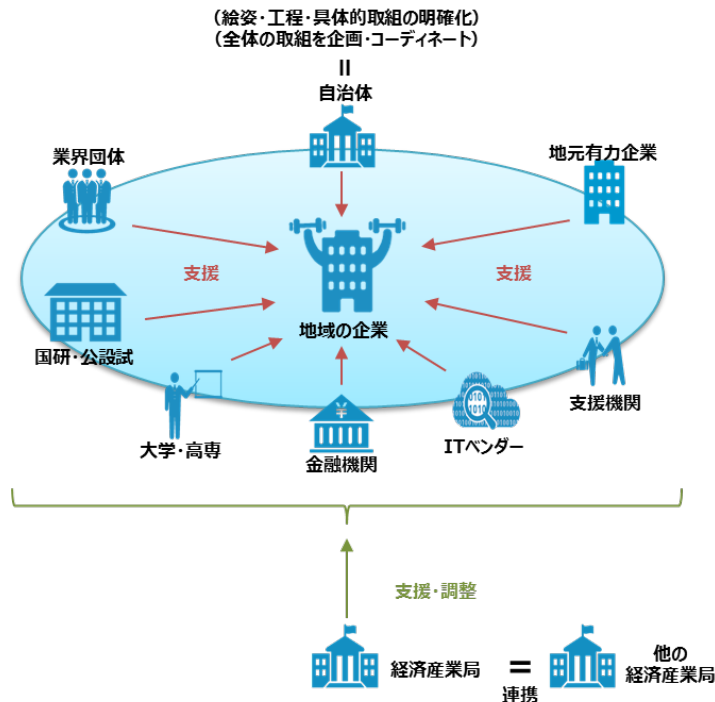 (絵姿・工程・具体的取組の明確化)
(全体の取組を企画・コーディネート)
=
自治体
業界団体
地元有力企業
支援
支援
地域の企業
国研・公設試
支援機関
大学・高専
¥
金融機関
ITベンダー
支援・調整
経済産業局
=
連携
他の
経済産業局